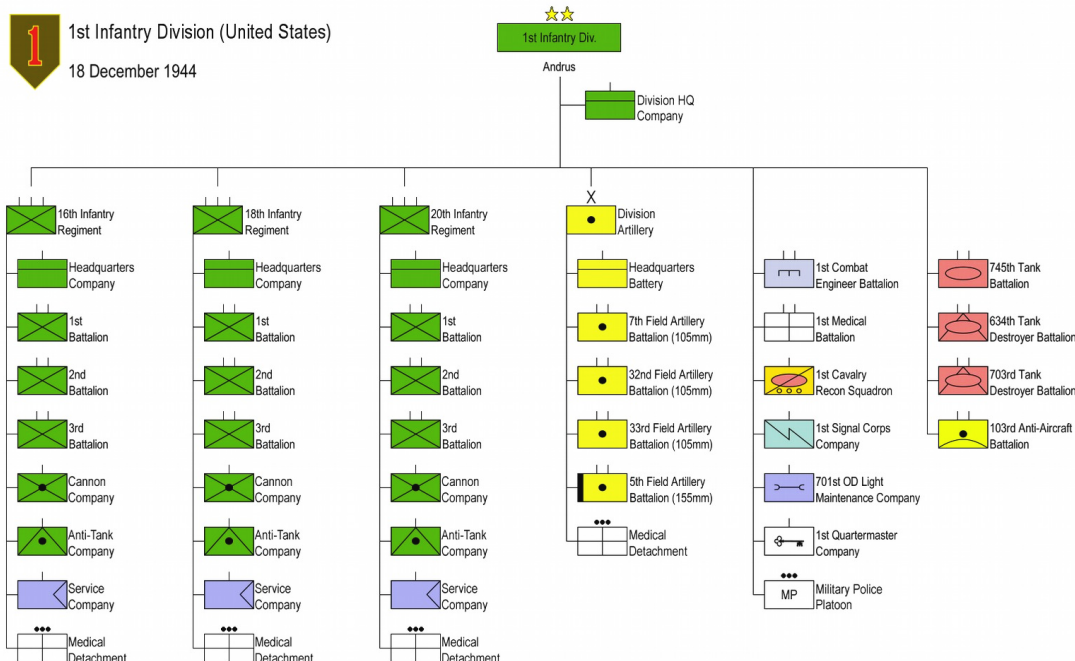 1
1st Infantry Division (United States)
18 December 1944
1st Infantry Div.
Andrus
Division HQ
Company
16th Infantry
Regiment
Headquarters
Company
1st
Battalion
2nd
Battalion
3rd
Battalion
Cannon
Company
Anti-Tank
Company
Service
Company
Medical
Detachment
18th Infantry
Regiment
Headquarters
Company
1st
Battalion
2nd
Battalion
3rd
Battalion
Cannon
Company
Anti-Tank
Company
Service
Company
Medical
Detachment
20th Infantry
Regiment
Headquarters
Company
1st
Battalion
2nd
Battalion
3rd
Battalion
Cannon
Company
Anti-Tank
Company
Service
Company
Medical
Detachment
X
Division
Artillery
Headquarters
Battery
7th Field Artillery
Battalion (105mm)
32nd Field Artillery
Battalion (105mm)
33rd Field Artillery
Battalion (105mm)
5th Field Artillery
Battalion (155mm)
Medical
Detachment
1st Combat
Engineer Battalion
1st Medical
Battalion
1st Cavalry
Recon Squadron
1st Signal Corps
Company
701st OD Light
Maintenance Company
1st Quartermaster
Company
MP
Military Police
Platoon
745th Tank
Battalion
634th Tank
Destroyer Battalion
703rd Tank
Destroyer Battalion
103rd Anti-Aircraft
Battalion